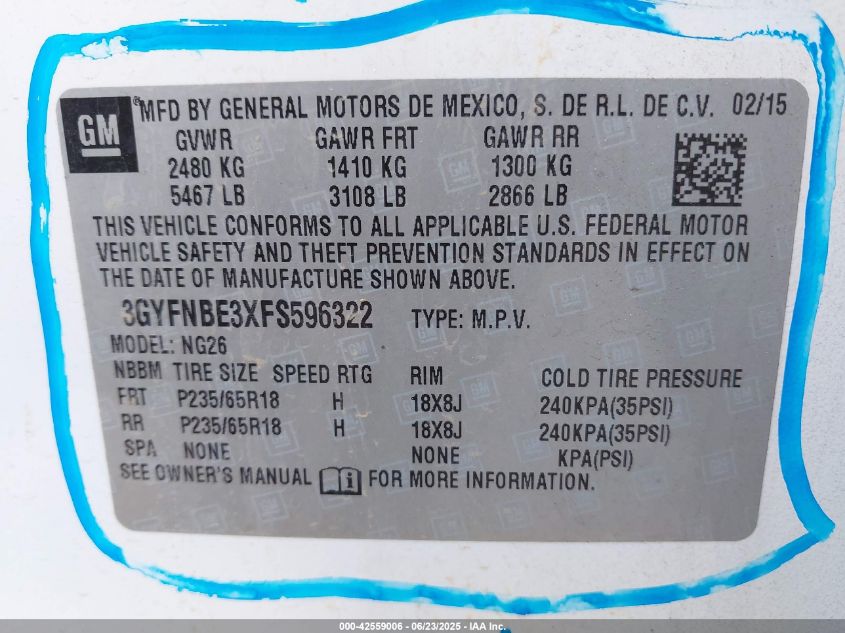 GM
®MFD BY GENERAL MOTORS DE MEXICO, S. DE R.L. DE C.V. 02/15
GVWR GAWR FRT GAWR RR
2480 KG 1410 KG 1300 KG
5467 LB 3108 LB 2866 LB
THIS VEHICLE CONFORMS TO ALL APPLICABLE U.S. FEDERAL MOTOR
VEHICLE SAFETY AND THEFT PREVENTION STANDARDS IN EFFECT ON
THE DATE OF MANUFACTURE SHOWN ABOVE.
3GYFNBE3XFS596322 TYPE: M.P.V.
MODEL: NG26
NBBM TIRE SIZE SPEED RTG RIM COLD TIRE PRESSURE
FRT P235/65R18 H 18X8J 240KPA(35PSI)
RR P235/65R18 H 18X8J 240KPA(35PSI)
SPA NONE NONE KPA(PSI)
SEE OWNER'S MANUAL FOR MORE INFORMATION.
000-42559006 - 06/23/2025 - IAA Inc.